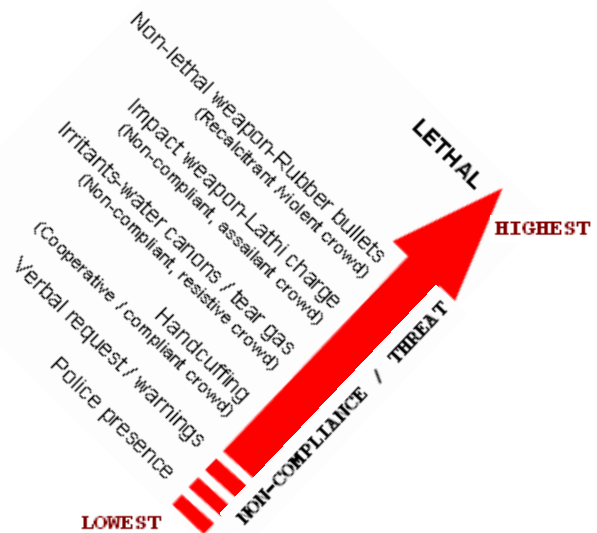 LETHAL
HIGHEST
Non-lethal weapon-Rubber bullets
(Recalcitrant /violent crowd)
Impact weapon-Lathi charge
(Non-compliant, assailant crowd)
Irritants-water canons / tear gas
(Non-compliant, resistive crowd)
Handcuffing
(Cooperative / compliant crowd)
Verbal request / warnings
Police presence
LOWEST
NON-COMPLIANCE / THREAT